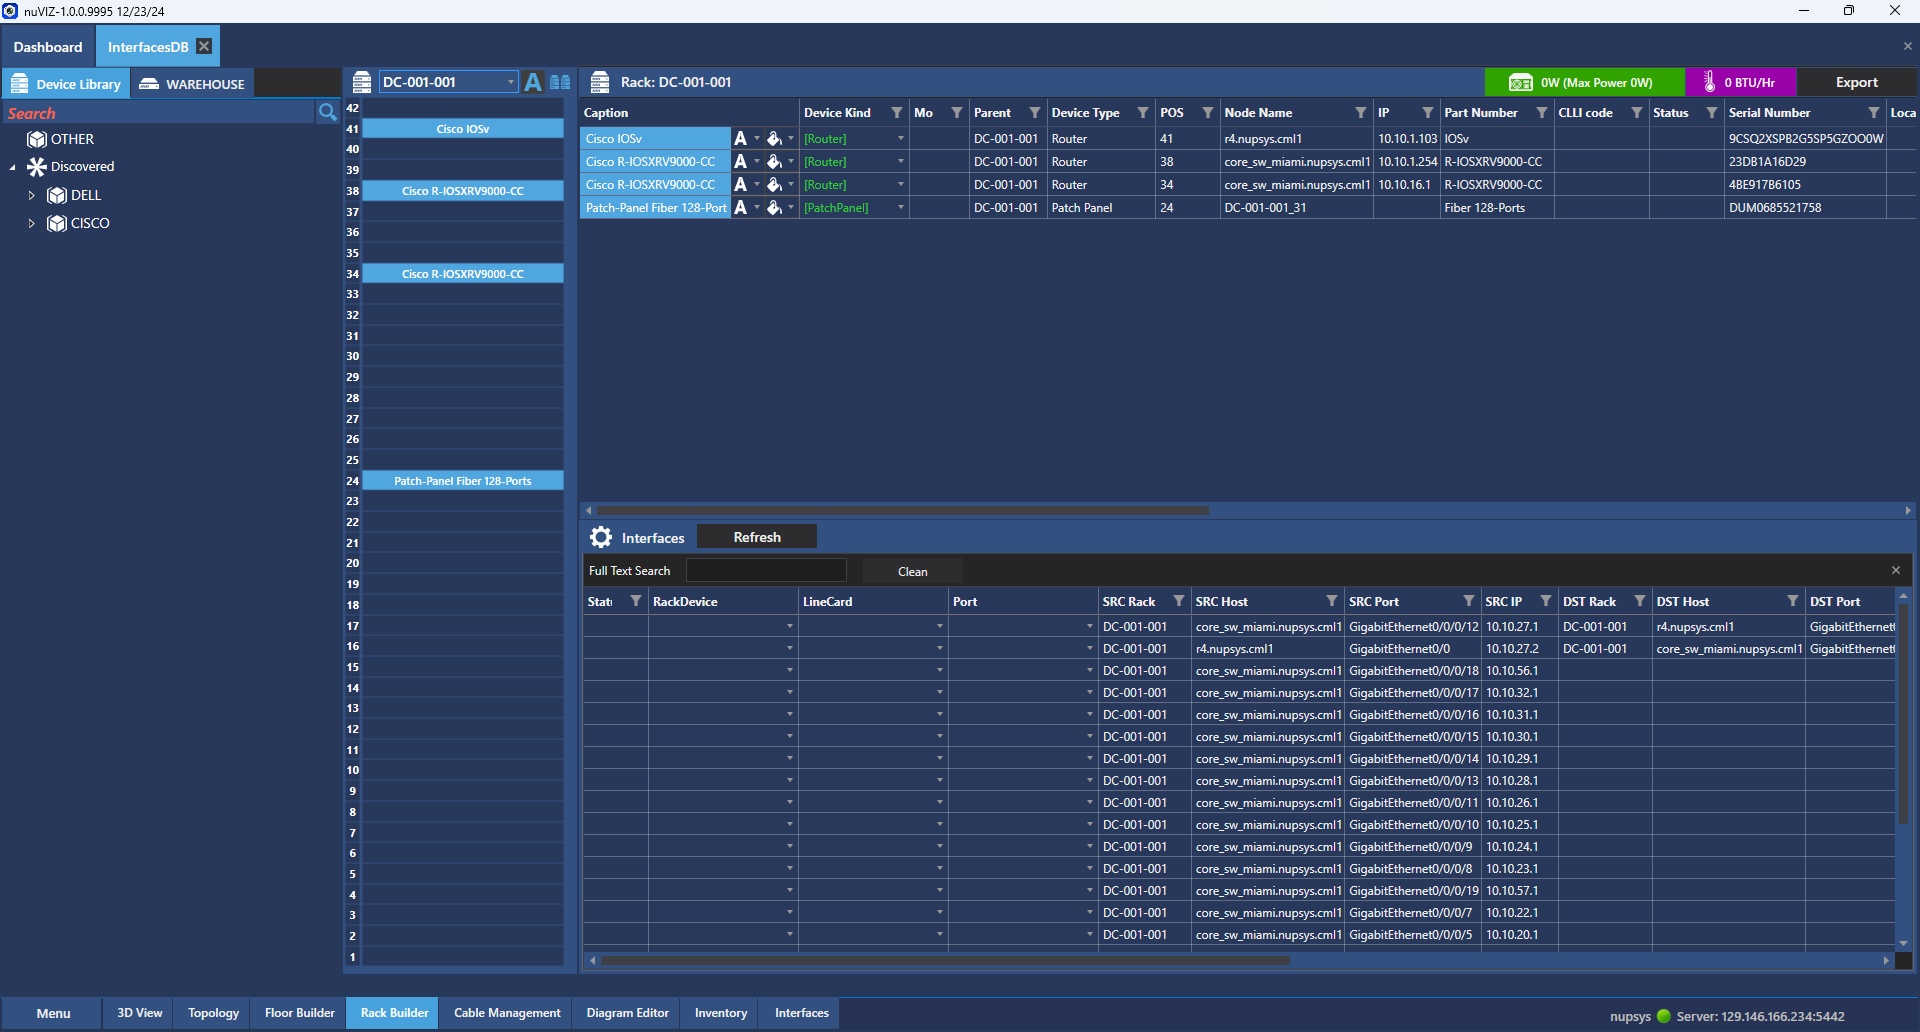 nuVIZ-1.0.0.9995 12/23/24
Dashboard InterfacesDB
Device Library WAREHOUSE
Search
OTHER
Discovered
DELL
CISCO
DC-001-001 A
42
41 Cisco IOSv
40
39
38 Cisco R-IOSXRV9000-CC
37
36
35
34 Cisco R-IOSXRV9000-CC
33
32
31
30
29
28
27
26
25
24 Patch-Panel Fiber 128-Ports
23
22
21
20
19
18
17
16
15
14
13
12
11
10
9
8
7
6
5
4
3
2
1
Rack: DC-001-001 0W (Max Power 0W) 0 BTU/Hr Export
Caption Device Kind Mo Parent Device Type POS Node Name IP Part Number CLLI code Status Serial Number Loca
Cisco IOSv A [Router] DC-001-001 Router 41 r4.nupsys.cml1 10.10.1.103 IOSv 9CSQ2XSPB2G5SP5GZOO0W
Cisco R-IOSXRV9000-CC A [Router] DC-001-001 Router 38 core_sw_miami.nupsys.cml1 10.10.1.254 R-IOSXRV9000-CC 23DB1A16D29
Cisco R-IOSXRV9000-CC A [Router] DC-001-001 Router 34 core_sw_miami.nupsys.cml1 10.10.16.1 R-IOSXRV9000-CC 4BE917B6105
Patch-Panel Fiber 128-Port A [PatchPanel] DC-001-001 Patch Panel 24 DC-001-001_31 Fiber 128-Ports DUM0685521758
Interfaces Refresh
Full Text Search Clean
Stat RackDevice LineCard Port SRC Rack SRC Host SRC Port SRC IP DST Rack DST Host DST Port
DC-001-001 core_sw_miami.nupsys.cml1 GigabitEthernet0/0/0/12 10.10.27.1 DC-001-001 r4.nupsys.cml1 GigabitEthernet
DC-001-001 r4.nupsys.cml1 GigabitEthernet0/0 10.10.27.2 DC-001-001 core_sw_miami.nupsys.cml1 GigabitEthernet
DC-001-001 core_sw_miami.nupsys.cml1 GigabitEthernet0/0/0/18 10.10.56.1
DC-001-001 core_sw_miami.nupsys.cml1 GigabitEthernet0/0/0/17 10.10.32.1
DC-001-001 core_sw_miami.nupsys.cml1 GigabitEthernet0/0/0/16 10.10.31.1
DC-001-001 core_sw_miami.nupsys.cml1 GigabitEthernet0/0/0/15 10.10.30.1
DC-001-001 core_sw_miami.nupsys.cml1 GigabitEthernet0/0/0/14 10.10.29.1
DC-001-001 core_sw_miami.nupsys.cml1 GigabitEthernet0/0/0/13 10.10.28.1
DC-001-001 core_sw_miami.nupsys.cml1 GigabitEthernet0/0/0/11 10.10.26.1
DC-001-001 core_sw_miami.nupsys.cml1 GigabitEthernet0/0/0/10 10.10.25.1
DC-001-001 core_sw_miami.nupsys.cml1 GigabitEthernet0/0/0/9 10.10.24.1
DC-001-001 core_sw_miami.nupsys.cml1 GigabitEthernet0/0/0/8 10.10.23.1
DC-001-001 core_sw_miami.nupsys.cml1 GigabitEthernet0/0/0/19 10.10.57.1
DC-001-001 core_sw_miami.nupsys.cml1 GigabitEthernet0/0/0/7 10.10.22.1
DC-001-001 core_sw_miami.nupsys.cml1 GigabitEthernet0/0/0/5 10.10.20.1
Menu 3D View Topology Floor Builder Rack Builder Cable Management Diagram Editor Inventory Interfaces
nupsys Server: 129.146.166.234:5442